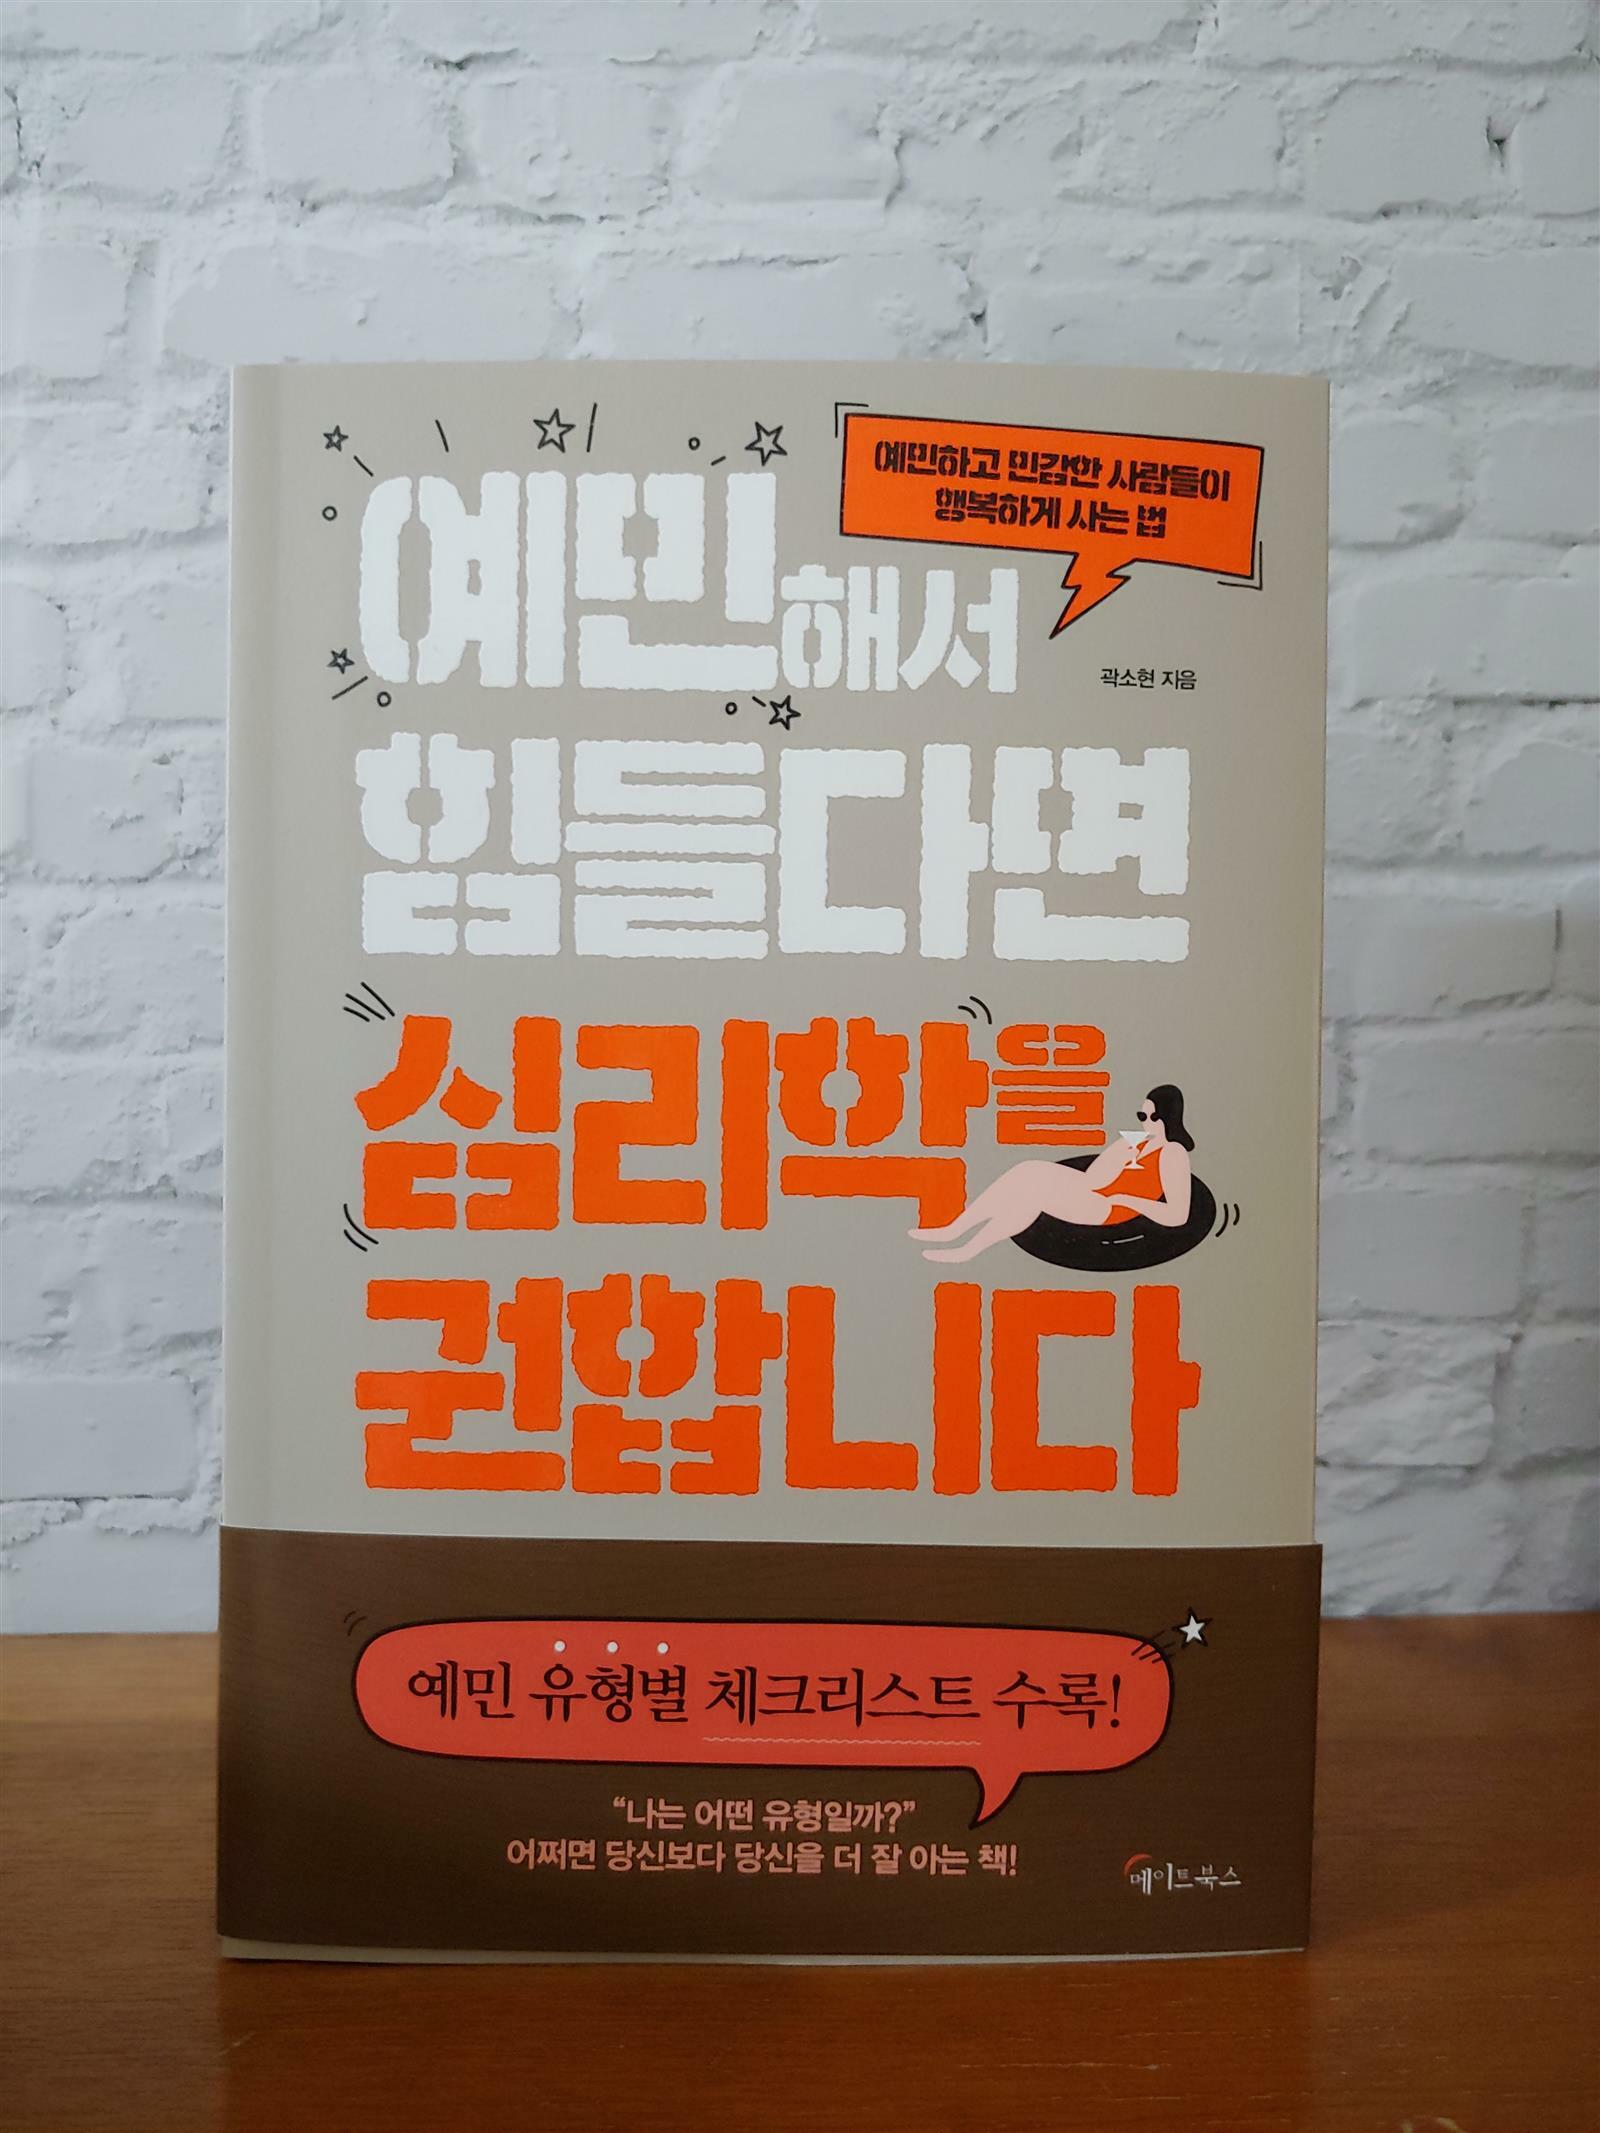 예민하고 민감한 사람들이
행복하게 사는 법
예민해서
곽소현 지음
힘들다면
심리학을
권합니다
예민 유형별 체크리스트 수록!
“나는 어떤 유형일까?”
어쩌면 당신보다 당신을 더 잘 아는 책!
메이트북스